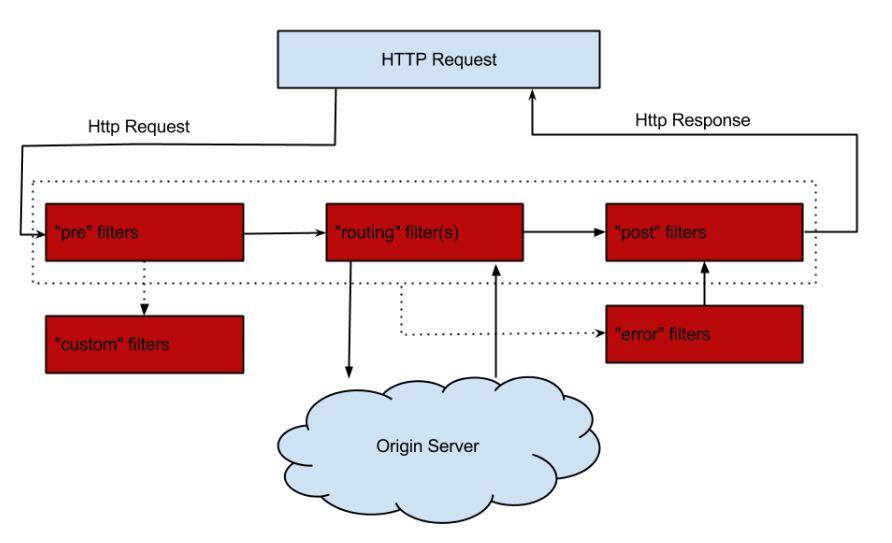 HTTP Request
Http Request
Http Response
"pre" filters
"routing" filter(s)
"post" filters
"custom" filters
"error" filters
Origin Server